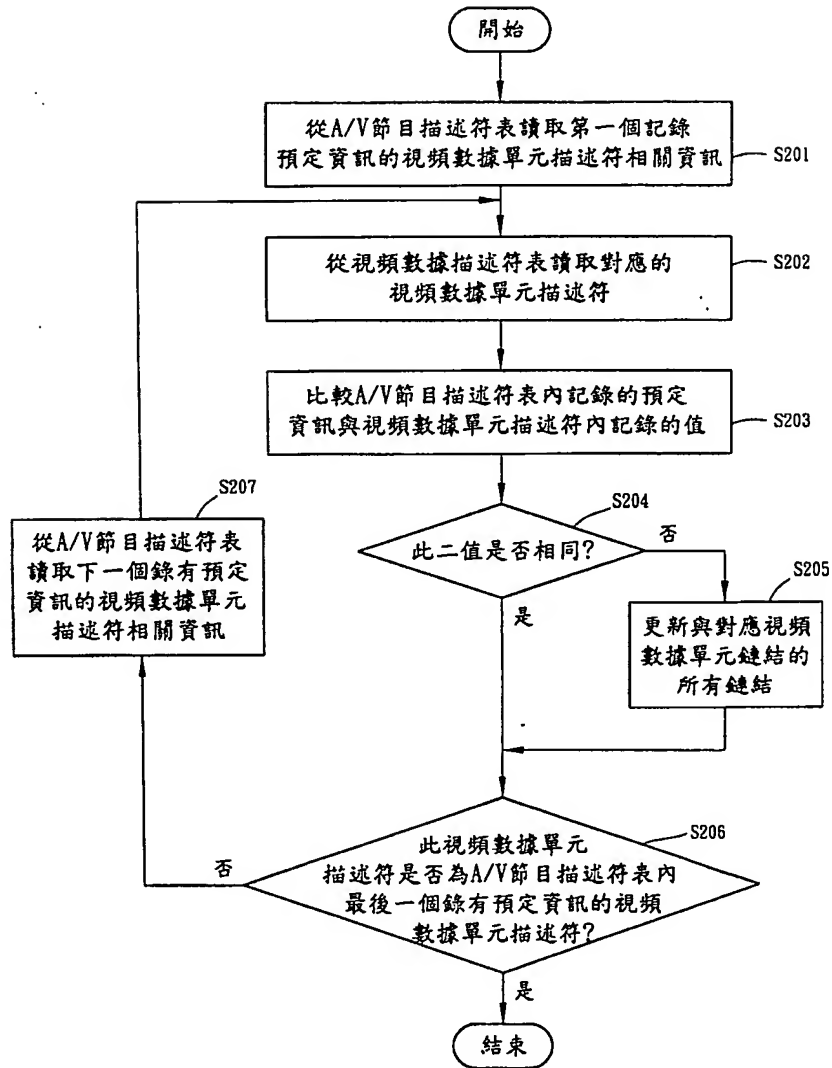 開始
從A/V節目描述符表讀取第一個記錄
預定資訊的視頻數據單元描述符相關資訊
S201
從視頻數據描述符表讀取對應的
視頻數據單元描述符
S202
比較A/V節目描述符表內記錄的預定
資訊與視頻數據單元描述符內記錄的值
S203
S204
此二值是否相同?
否
是
S205
更新與對應視頻
數據單元鏈結的
所有鏈結
S207
從A/V節目描述符表
讀取下一個錄有預定
資訊的視頻數據單元
描述符相關資訊
S206
此視頻數據單元
描述符是否為A/V節目描述符表內
最後一個錄有預定資訊的視頻
數據單元描述符?
否
是
結束